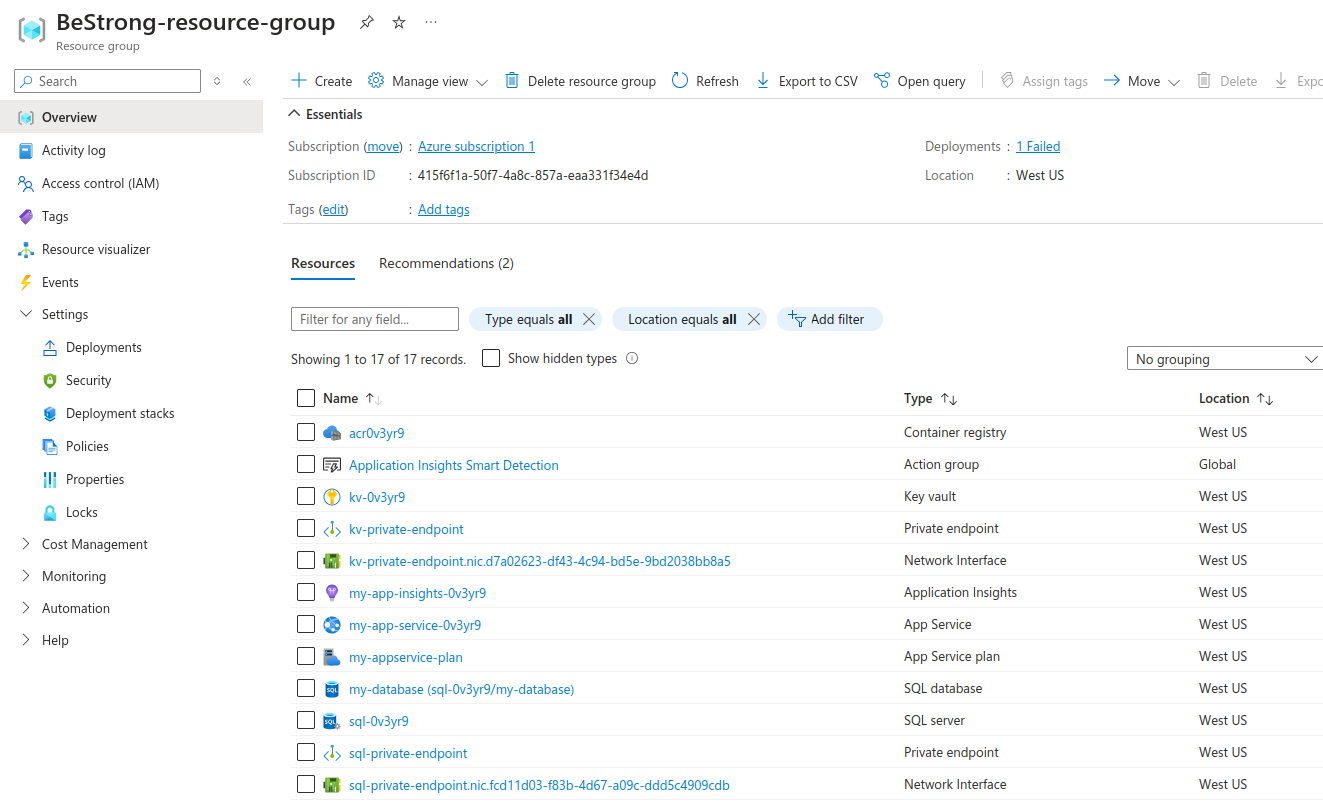 BeStrong-resource-group
Resource group
Search
Overview
Activity log
Access control (IAM)
Tags
Resource visualizer
Events
Settings
Deployments
Security
Deployment stacks
Policies
Properties
Locks
Cost Management
Monitoring
Automation
Help
Create Manage view Delete resource group Refresh Export to CSV Open query Assign tags Move Delete Expo
Essentials
Subscription (move) : Azure subscription 1 Deployments : 1 Failed
Subscription ID : 415f6f1a-50f7-4a8c-857a-eaa331f34e4d Location : West US
Tags (edit) : Add tags
Resources Recommendations (2)
Filter for any field... Type equals all Location equals all Add filter
Showing 1 to 17 of 17 records. Show hidden types No grouping
Name Type Location
acr0v3yr9 Container registry West US
Application Insights Smart Detection Action group Global
kv-0v3yr9 Key vault West US
kv-private-endpoint Private endpoint West US
kv-private-endpoint.nic.d7a02623-df43-4c94-bd5e-9bd2038bb8a5 Network Interface West US
my-app-insights-0v3yr9 Application Insights West US
my-app-service-0v3yr9 App Service West US
my-appservice-plan App Service plan West US
my-database (sql-0v3yr9/my-database) SQL database West US
sql-0v3yr9 SQL server West US
sql-private-endpoint Private endpoint West US
sql-private-endpoint.nic.fcd11d03-f83b-4d67-a09c-ddd5c4909cdb Network Interface West US